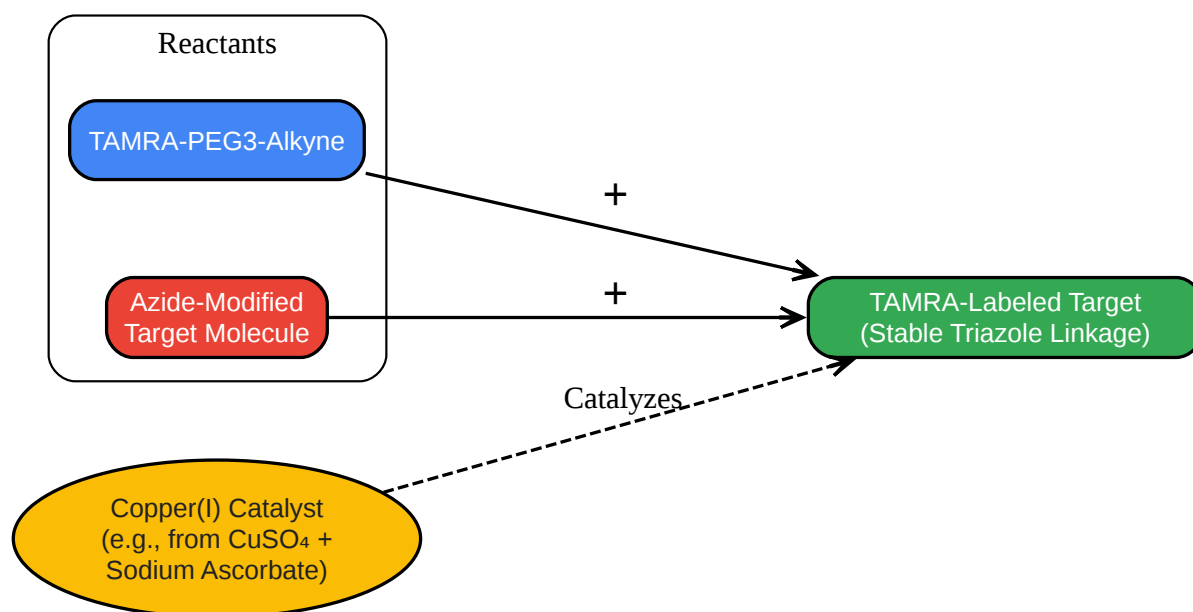 Reactants
TAMRA-PEG3-Alkyne
+
Azide-Modified
Target Molecule
+
TAMRA-Labeled Target
(Stable Triazole Linkage)
Catalyzes
Copper(I) Catalyst
(e.g., from CuSO₄ +
Sodium Ascorbate)